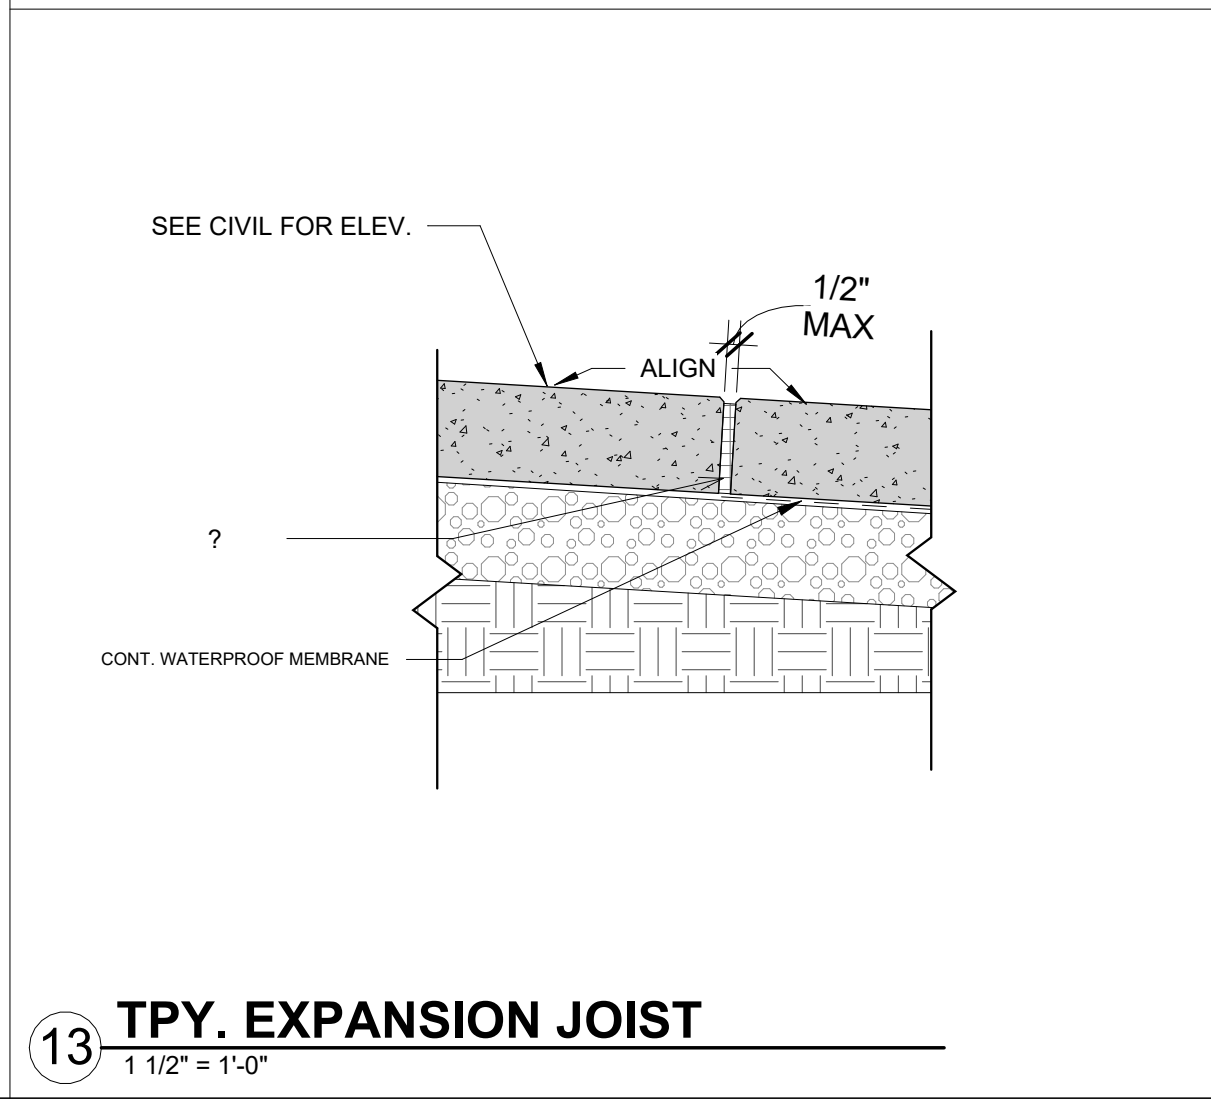 SEE CIVIL FOR ELEV.
1/2"
MAX
ALIGN
?
CONT. WATERPROOF MEMBRANE
13
TPY. EXPANSION JOIST
1 1/2" = 1'-0"